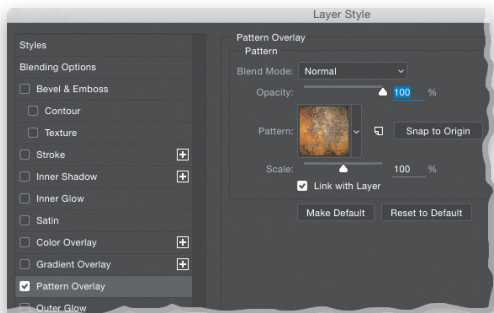 Layer Style
Styles
Blending Options
Bevel & Emboss
Contour
Texture
Stroke
Inner Shadow
Inner Glow
Satin
Color Overlay
Gradient Overlay
Pattern Overlay
Outer Glow
Pattern Overlay
Pattern
Blend Mode: Normal
Opacity: 100 %
Pattern: Snap to Origin
Scale: 100 %
Link with Layer
Make Default Reset to Default